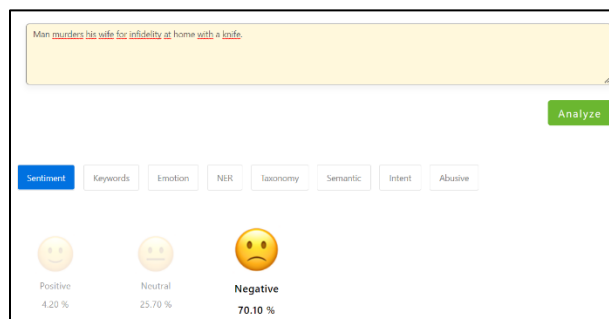 Man murders his wife for infidelity at home with a knife.
Analyze
Sentiment Keywords Emotion NER Taxonomy Semantic Intent Abusive
Positive Neutral Negative
4.20 % 25.70 % 70.10 %